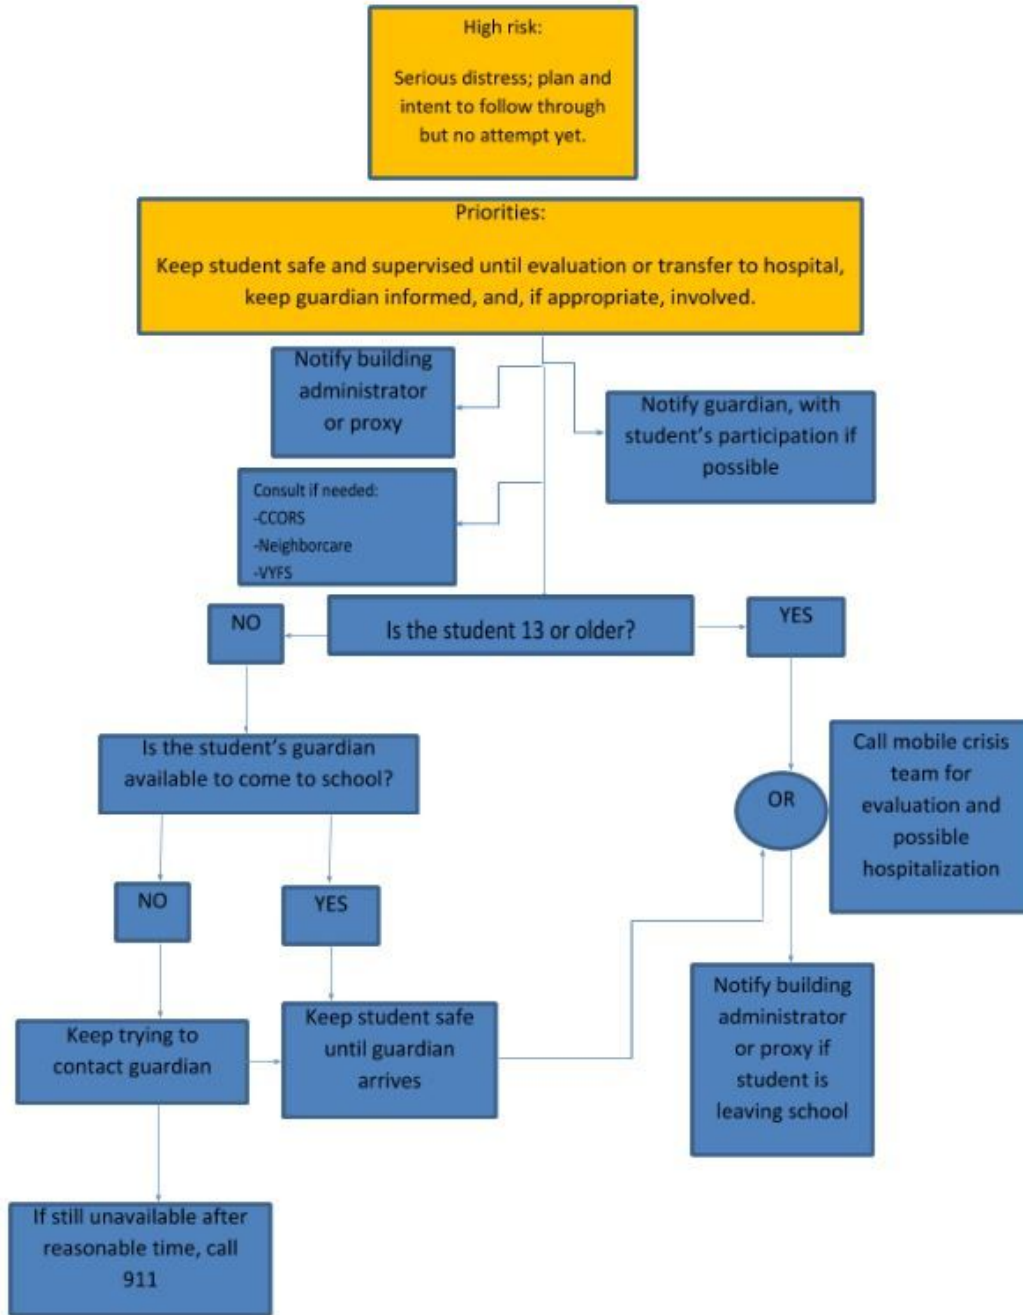 High risk:
Serious distress; plan and
intent to follow through
but no attempt yet.
Priorities:
Keep student safe and supervised until evaluation or transfer to hospital,
keep guardian informed, and, if appropriate, involved.
Notify building
administrator
or proxy
Notify guardian, with
student's participation if
possible
Consult if needed:
-CCORS
-Neighborcare
-VYFS
NO
Is the student 13 or older?
YES
Is the student's guardian
available to come to school?
OR
Call mobile crisis
team for
evaluation and
possible
hospitalization
NO
YES
Keep trying to
contact guardian
Keep student safe
until guardian
arrives
Notify building
administrator
or proxy if
student is
leaving school
If still unavailable after
reasonable time, call
911